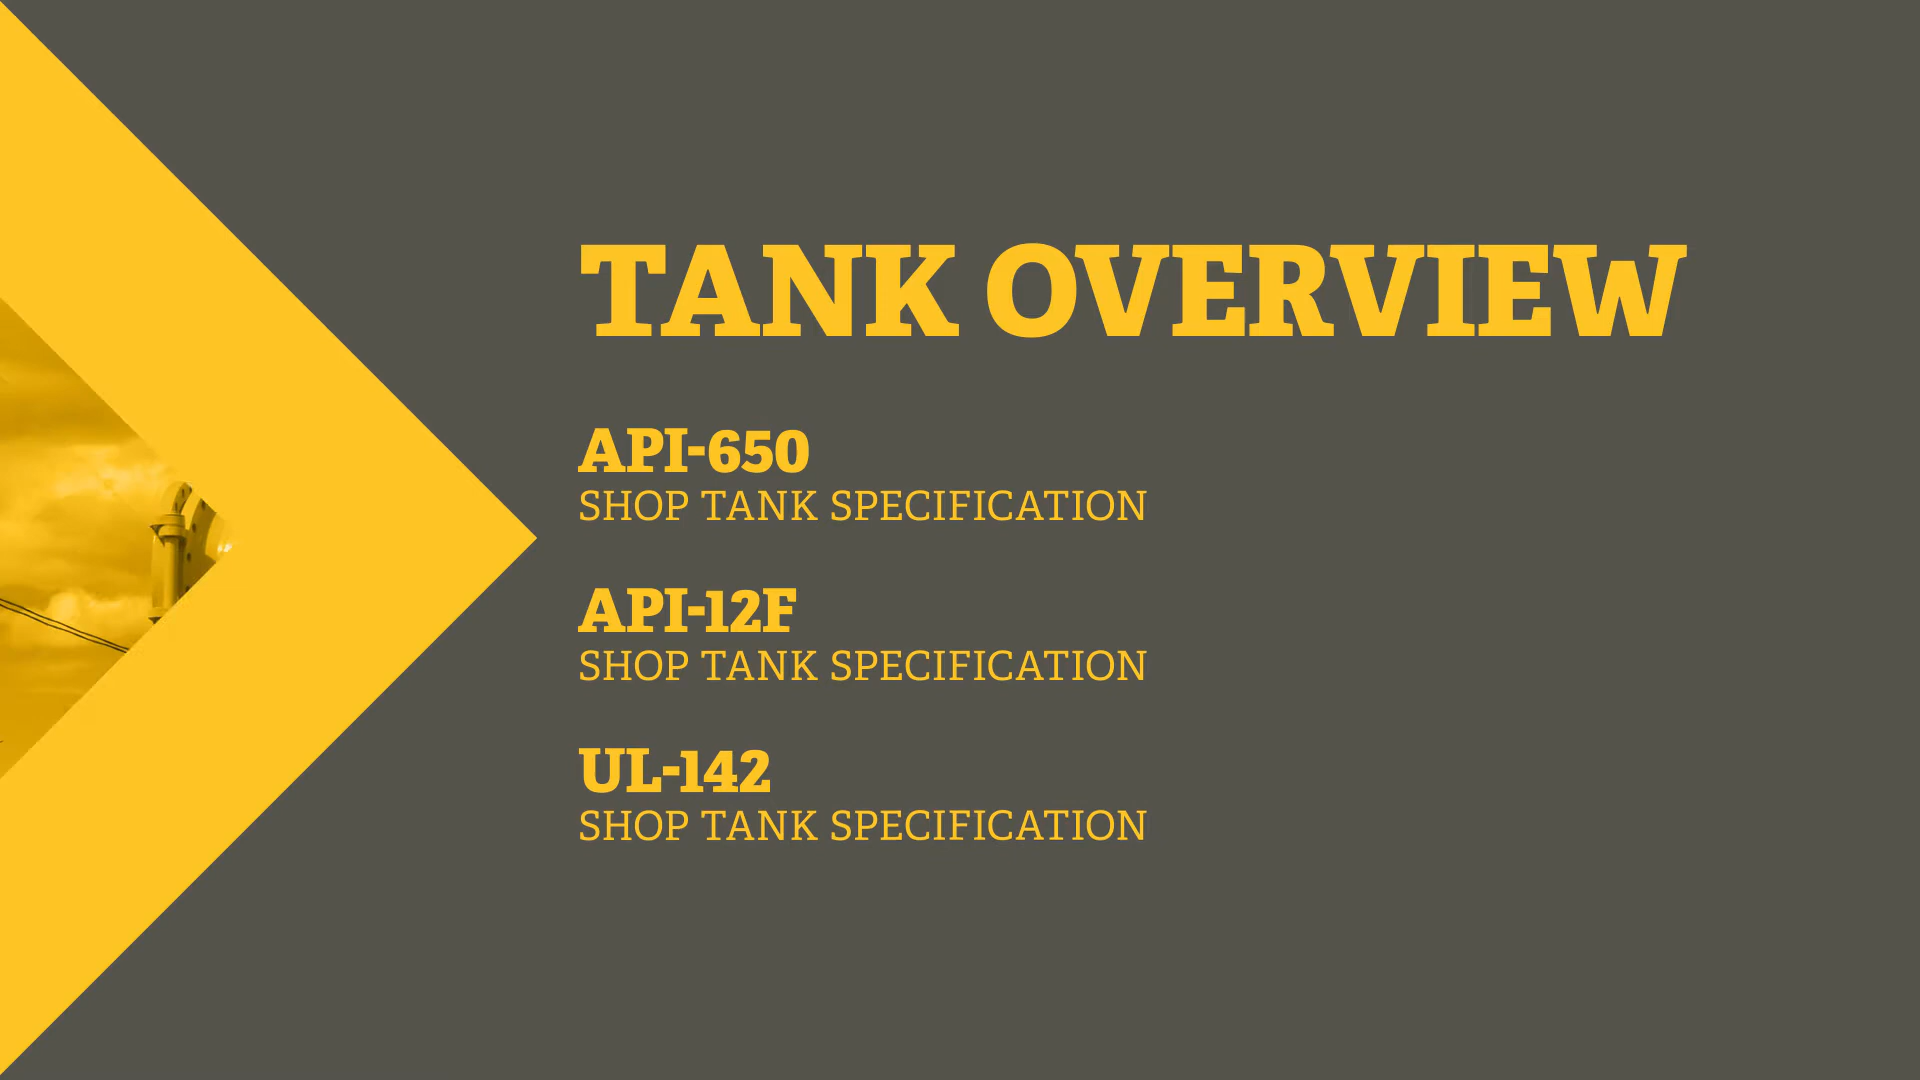 TANK OVERVIEW
API-650
SHOP TANK SPECIFICATION
API-12F
SHOP TANK SPECIFICATION
UL-142
SHOP TANK SPECIFICATION